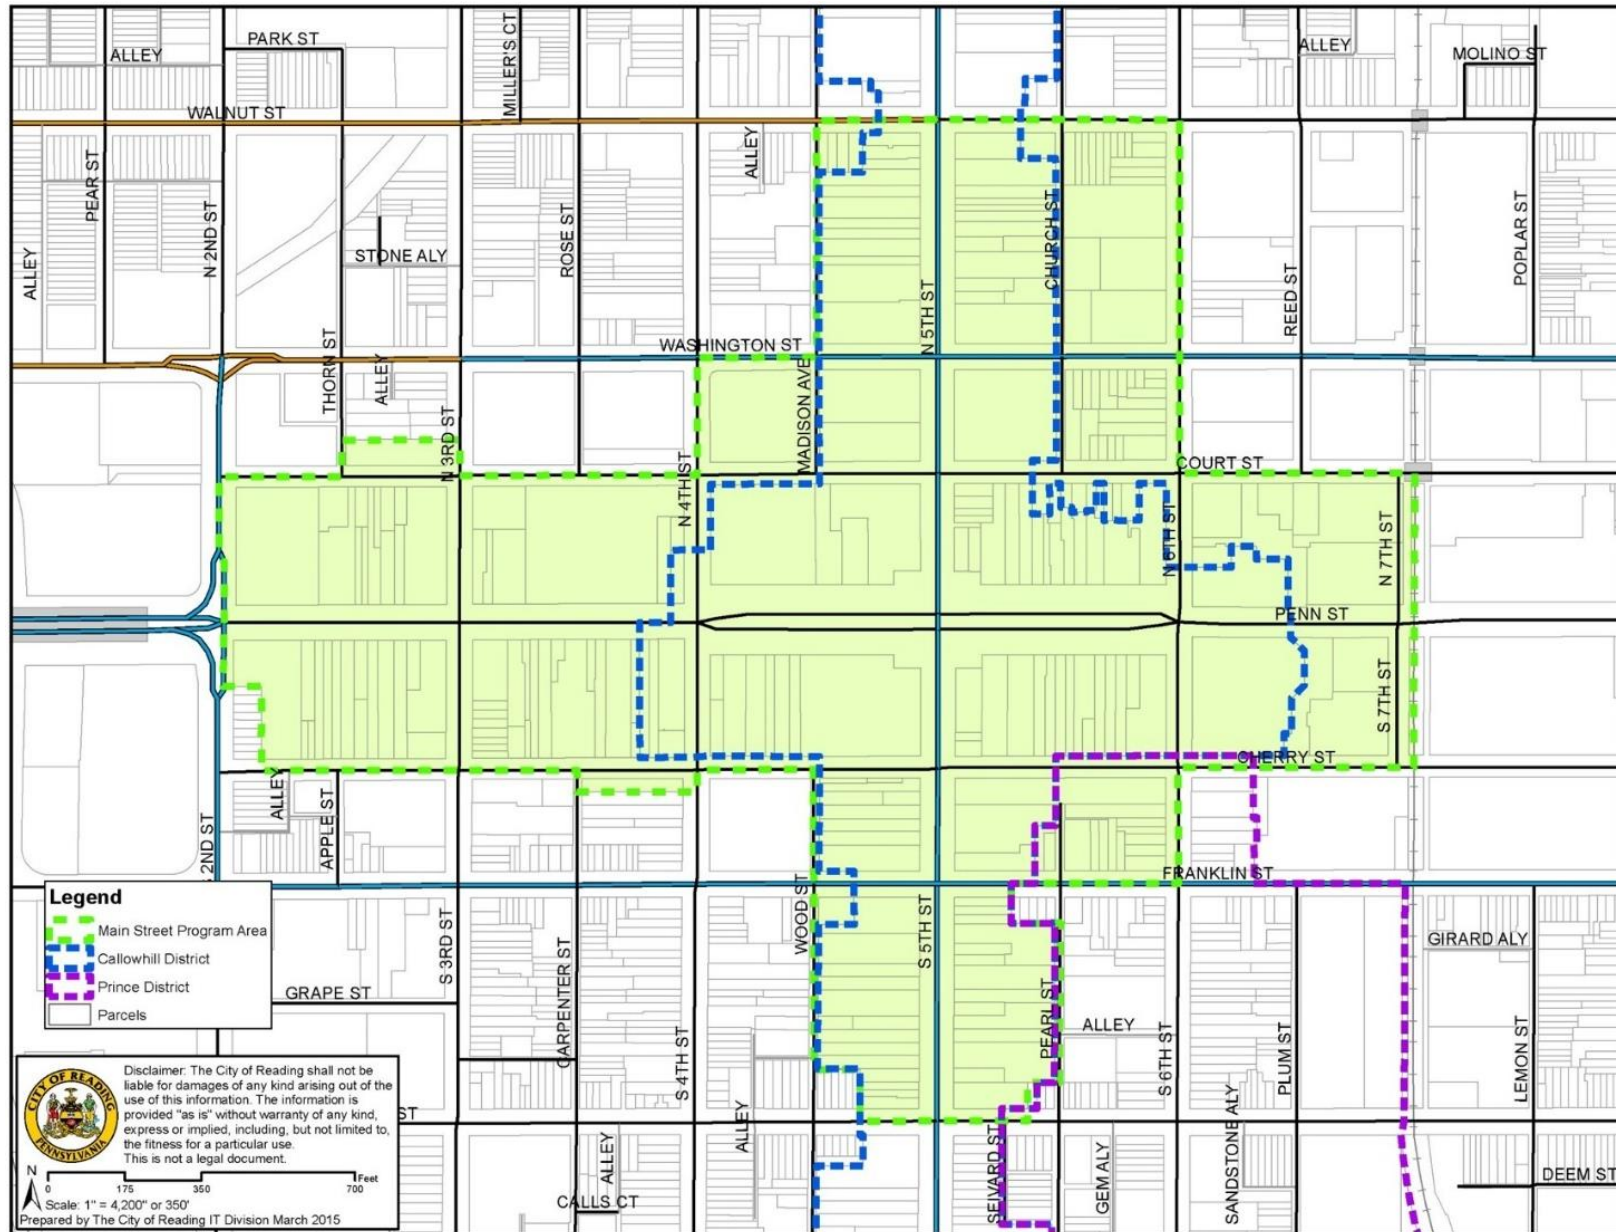 PARK ST
ALLEY
MILLER'S CT
ALLEY
MOLINO ST
WALNUT ST
PEAR ST
ALLEY
N 2ND ST
ROSE ST
CHURCH ST
POPLAR ST
ALLEY
STONE ALY
N 5TH ST
REED ST
THORN ST
WASHINGTON ST
ALLEY
MADISON AVE
N 3RD ST
N 4TH ST
COURT ST
N 6TH ST
N 7TH ST
PENN ST
S 7TH ST
CHERRY ST
ALLEY
APPLE ST
2ND ST
FRANKLIN ST
WOOD ST
S 5TH ST
S 3RD ST
CARPENTER ST
GIRARD ALY
GRAPE ST
PEARL ST
ALLEY
S 4TH ST
S 6TH ST
PLUM ST
LEMON ST
ALLEY
ST
SANDSTONE ALY
ALLEY
GEM ALY
DEEM ST
CALLS CT
Legend
Main Street Program Area
Callowhill District
Prince District
Parcels
CITY OF READING
PENNSYLVANIA
Disclaimer: The City of Reading shall not be
liable for damages of any kind arising out of the
use of this information. The information is
provided "as is" without warranty of any kind,
express or implied, including, but not limited to,
the fitness for a particular use.
This is not a legal document.
N
0 175 350 700 Feet
Scale: 1" = 4,200" or 350'
Prepared by The City of Reading IT Division March 2015